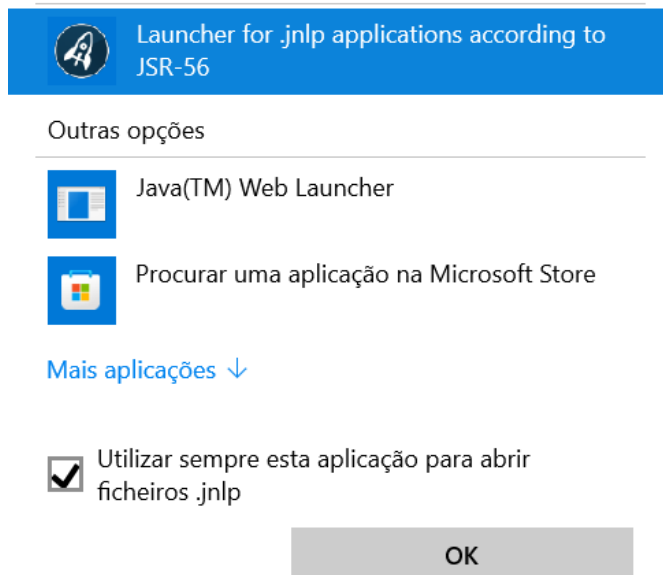 Launcher for .jnlp applications according to
JSR-56
Outras opções
Java(TM) Web Launcher
Procurar uma aplicação na Microsoft Store
Mais aplicações ↓
Utilizar sempre esta aplicação para abrir
ficheiros .jnlp
OK